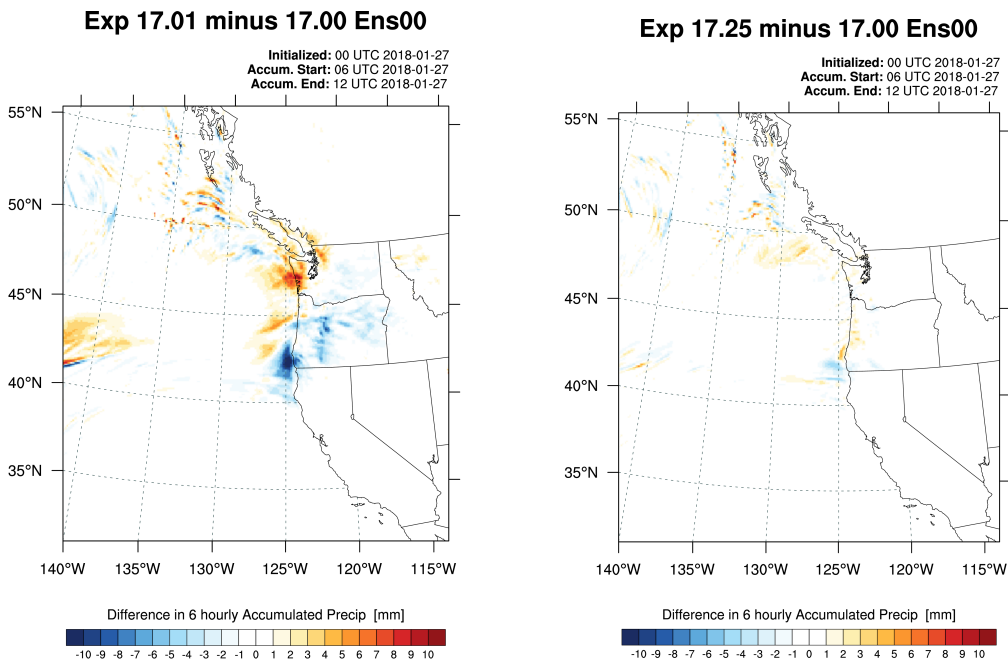 Exp 17.01 minus 17.00 Ens00
Initialized: 00 UTC 2018-01-27
Accum. Start: 06 UTC 2018-01-27
Accum. End: 12 UTC 2018-01-27
55°N
50°N
45°N
40°N
35°N
140°W 135°W 130°W 125°W 120°W 115°W
Difference in 6 hourly Accumulated Precip [mm]
-10 -9 -8 -7 -6 -5 -4 -3 -2 -1 0 1 2 3 4 5 6 7 8 9 10
Exp 17.25 minus 17.00 Ens00
Initialized: 00 UTC 2018-01-27
Accum. Start: 06 UTC 2018-01-27
Accum. End: 12 UTC 2018-01-27
55°N
50°N
45°N
40°N
35°N
140°W 135°W 130°W 125°W 120°W 115°W
Difference in 6 hourly Accumulated Precip [mm]
-10 -9 -8 -7 -6 -5 -4 -3 -2 -1 0 1 2 3 4 5 6 7 8 9 10